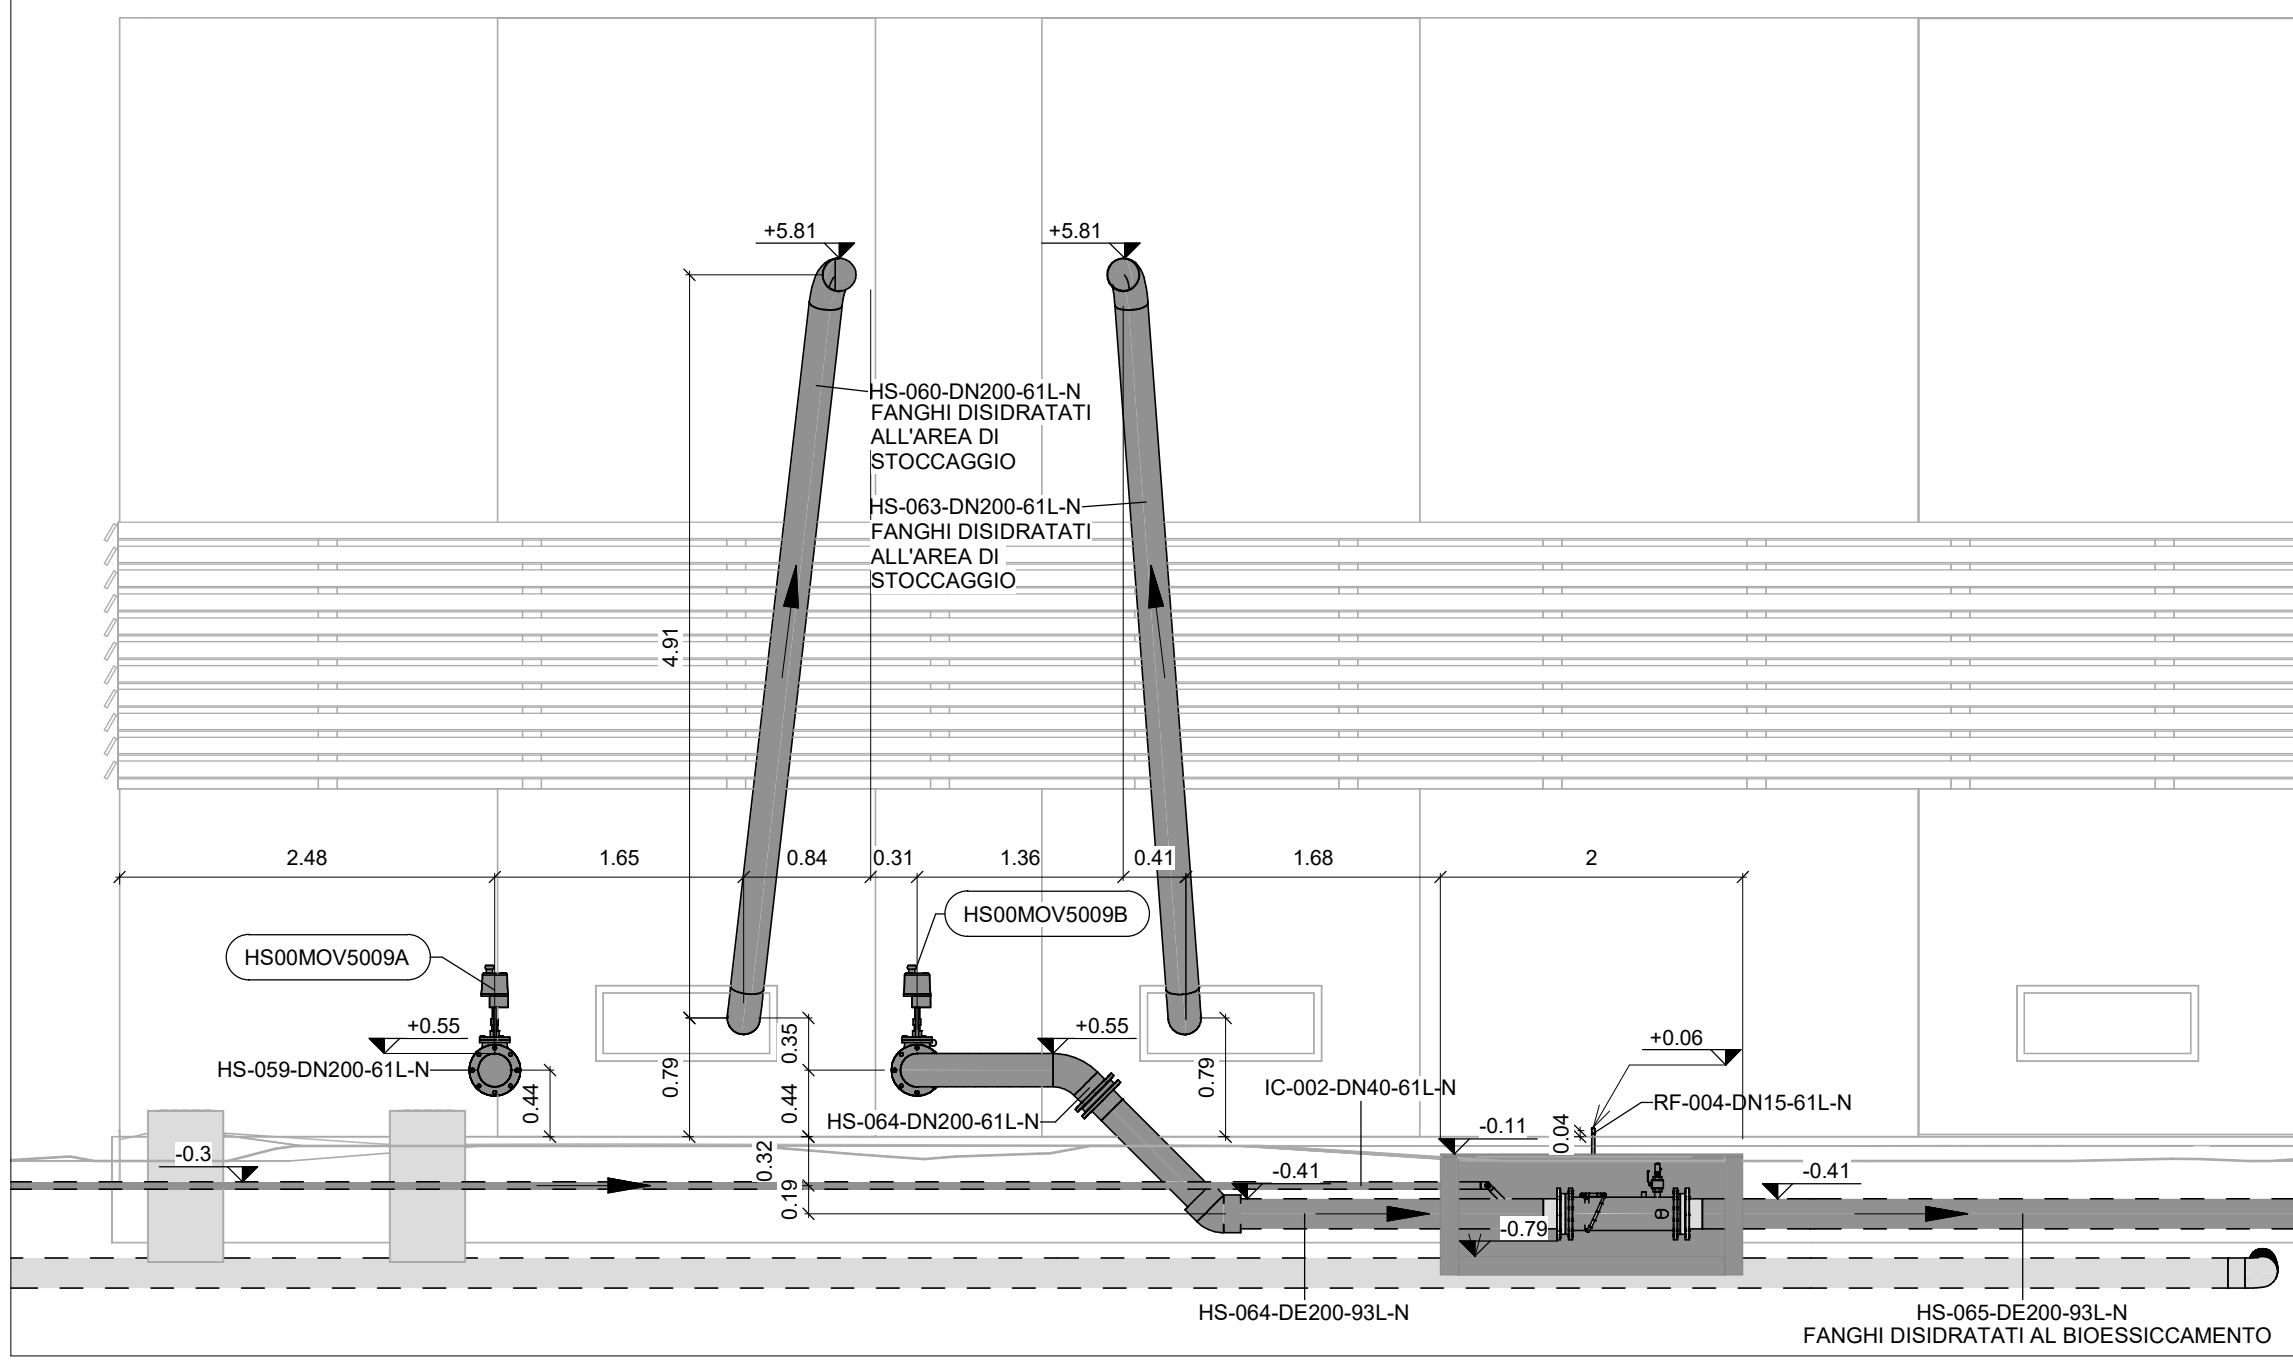 +5.81
+5.81
HS-060-DN200-61L-N
FANGHI DISIDRATATI
ALL'AREA DI
STOCCAGGIO
HS-063-DN200-61L-N
FANGHI DISIDRATATI
ALL'AREA DI
STOCCAGGIO
4.91
2.48
1.65
0.84
0.31
1.36
0.41
1.68
2
HS00MOV5009B
HS00MOV5009A
+0.55
+0.55
+0.06
HS-059-DN200-61L-N
0.44
0.79
0.35
0.44
0.79
IC-002-DN40-61L-N
RF-004-DN15-61L-N
HS-064-DN200-61L-N
-0.11
0.04
-0.3
0.32
-0.41
-0.41
0.19
-0.79
HS-064-DE200-93L-N
HS-065-DE200-93L-N
FANGHI DISIDRATATI AL BIOESSICCAMENTO